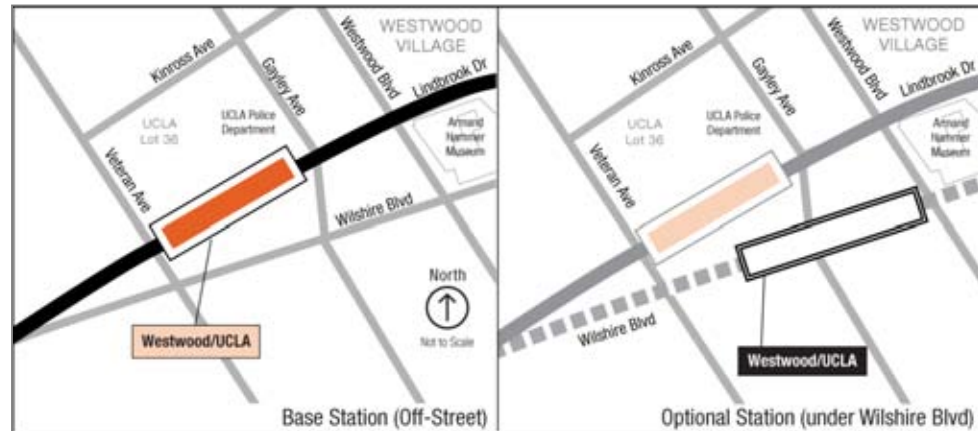 WESTWOOD
VILLAGE
Kinross Ave
Gayley Ave
Westwood Blvd
Lindbrook Dr
UCLA
Lot 36
UCLA Police
Department
Armand
Hammer
Museum
Veteran Ave
Wilshire Blvd
North
Not to Scale
Westwood/UCLA
Base Station (Off-Street)
WESTWOOD
VILLAGE
Kinross Ave
Gayley Ave
Westwood Blvd
Lindbrook Dr
UCLA
Lot 36
UCLA Police
Department
Armand
Hammer
Museum
Veteran Ave
Wilshire Blvd
Westwood/UCLA
Optional Station (under Wilshire Blvd)